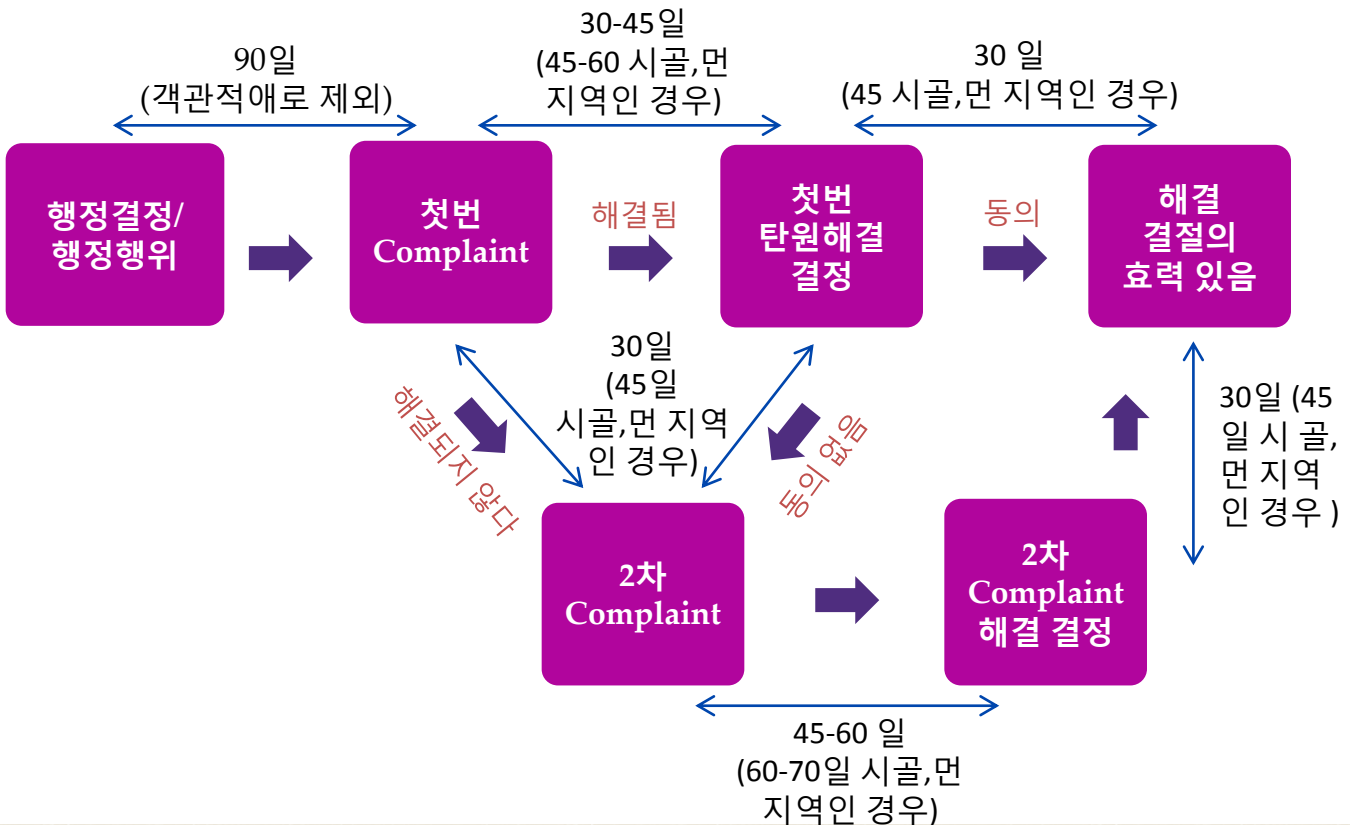 90일
(객관적애로 제외)
30-45일
(45-60 시골,먼
지역인 경우)
30 일
(45 시골,먼 지역인 경우)
행정결정/
행정행위
첫번
Complaint
해결됨
첫번
탄원해결
결정
동의
해결
결절의
효력 있음
해결되지 않다
30일
(45일
시골,먼 지역
인 경우)
동의 없음
30일 (45
일 시 골,
먼 지역
인 경우 )
2차
Complaint
2차
Complaint
해결 결정
45-60 일
(60-70일 시골,먼
지역인 경우)